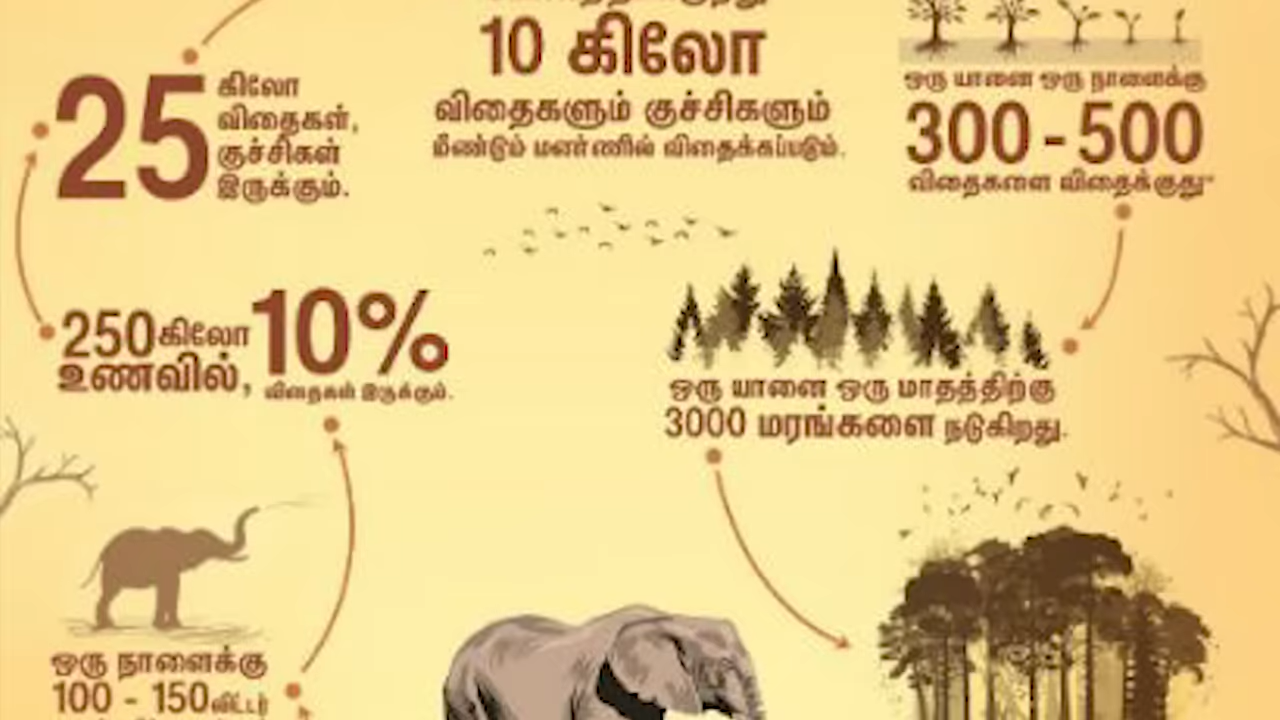 10 கிலோ
விதைகளும் குச்சிகளும்
மீண்டும் மண்ணில் விதைக்கப்படும்.
25 கிலோ
விதைகள்,
குச்சிகள்
இருக்கும்.
ஒரு யானை ஒரு நாளைக்கு
300 - 500
விதைகளை விதைக்குது"
250 கிலோ 10%
உணவில்,
விதைகள் இருக்கும்.
ஒரு யானை ஒரு மாதத்திற்கு
3000 மரங்களை நடுகிறது.
ஒரு நாளைக்கு
100 - 150 லிட்டர்